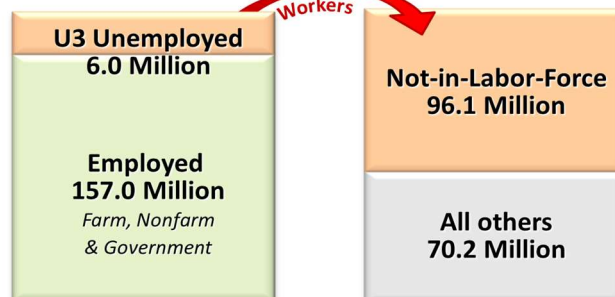 Workers
U3 Unemployed
6.0 Million
Employed
157.0 Million
Farm, Nonfarm
& Government
Not-in-Labor-Force
96.1 Million
All others
70.2 Million